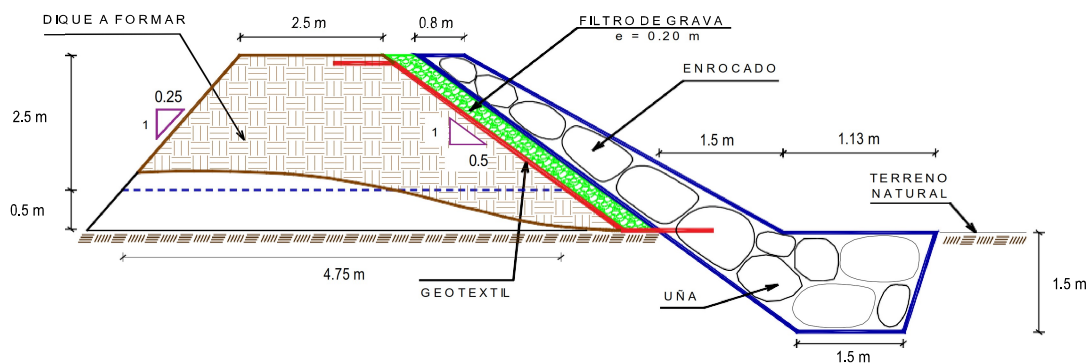 DIQUE A FORMAR
2.5 m
0.8 m
FILTRO DE GRAVA
e = 0.20 m
ENROCADO
0.25
1
2.5 m
1
0.5
1.5 m
1.13 m
TERRENO
NATURAL
0.5 m
4.75 m
GEOTEXTIL
UÑA
1.5 m
1.5 m